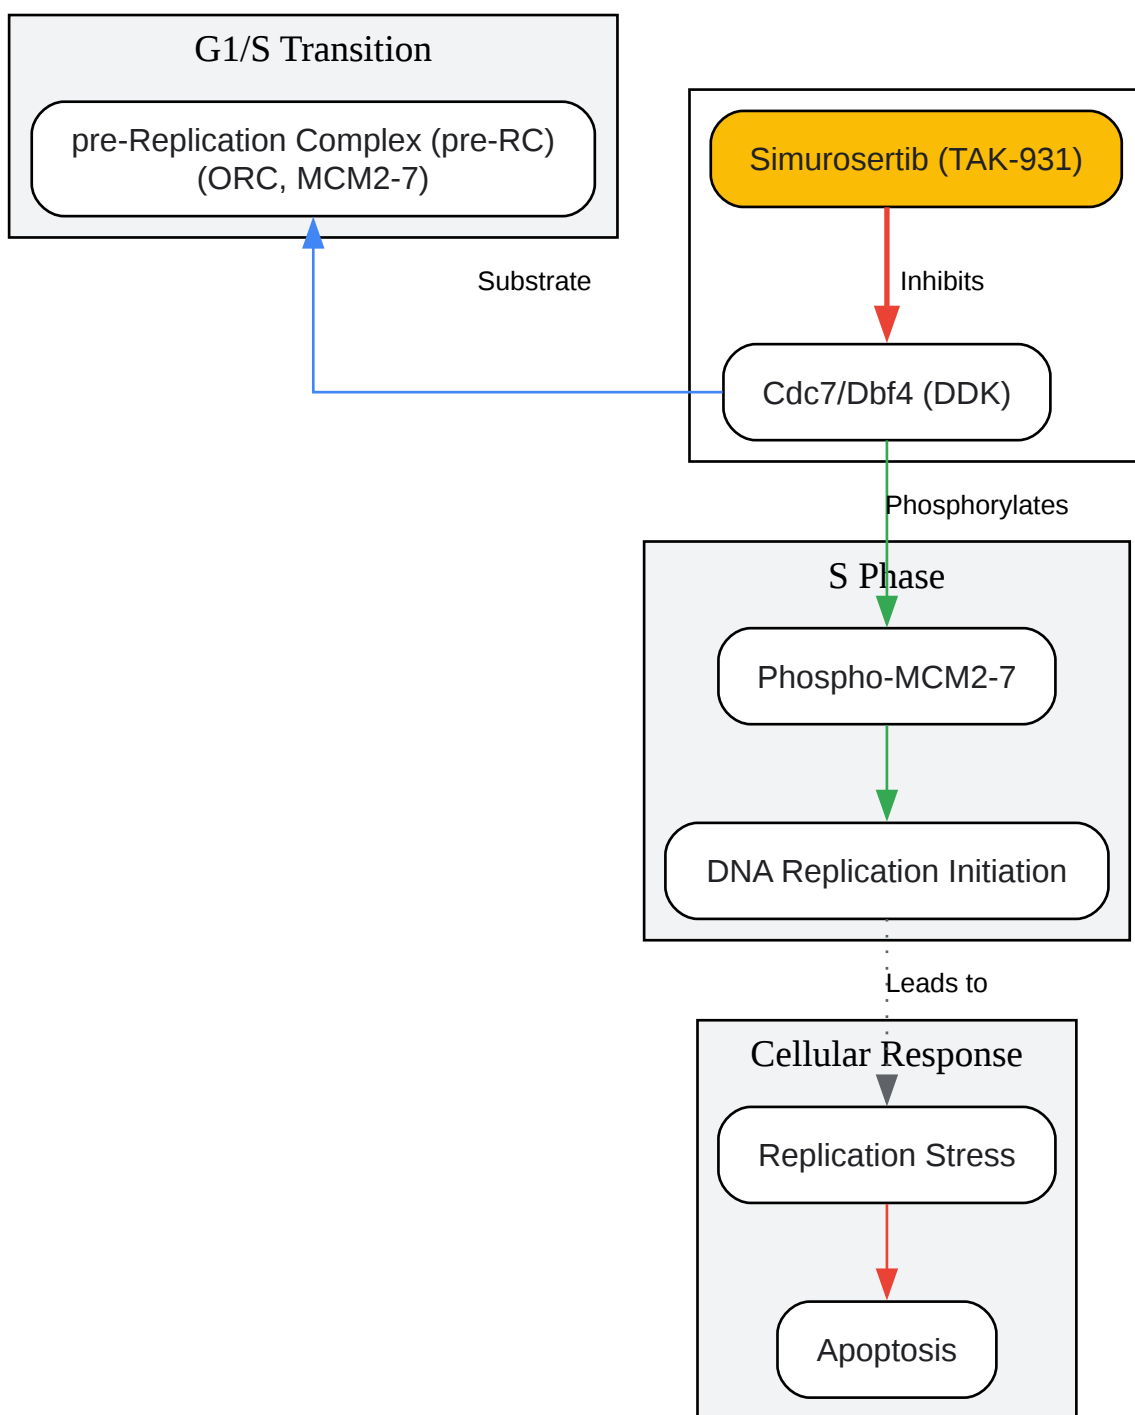 G1/S Transition
pre-Replication Complex (pre-RC)
(ORC, MCM2-7)
Simurosertib (TAK-931)
Substrate
Inhibits
Cdc7/Dbf4 (DDK)
Phosphorylates
S Phase
Phospho-MCM2-7
DNA Replication Initiation
Leads to
Cellular Response
Replication Stress
Apoptosis